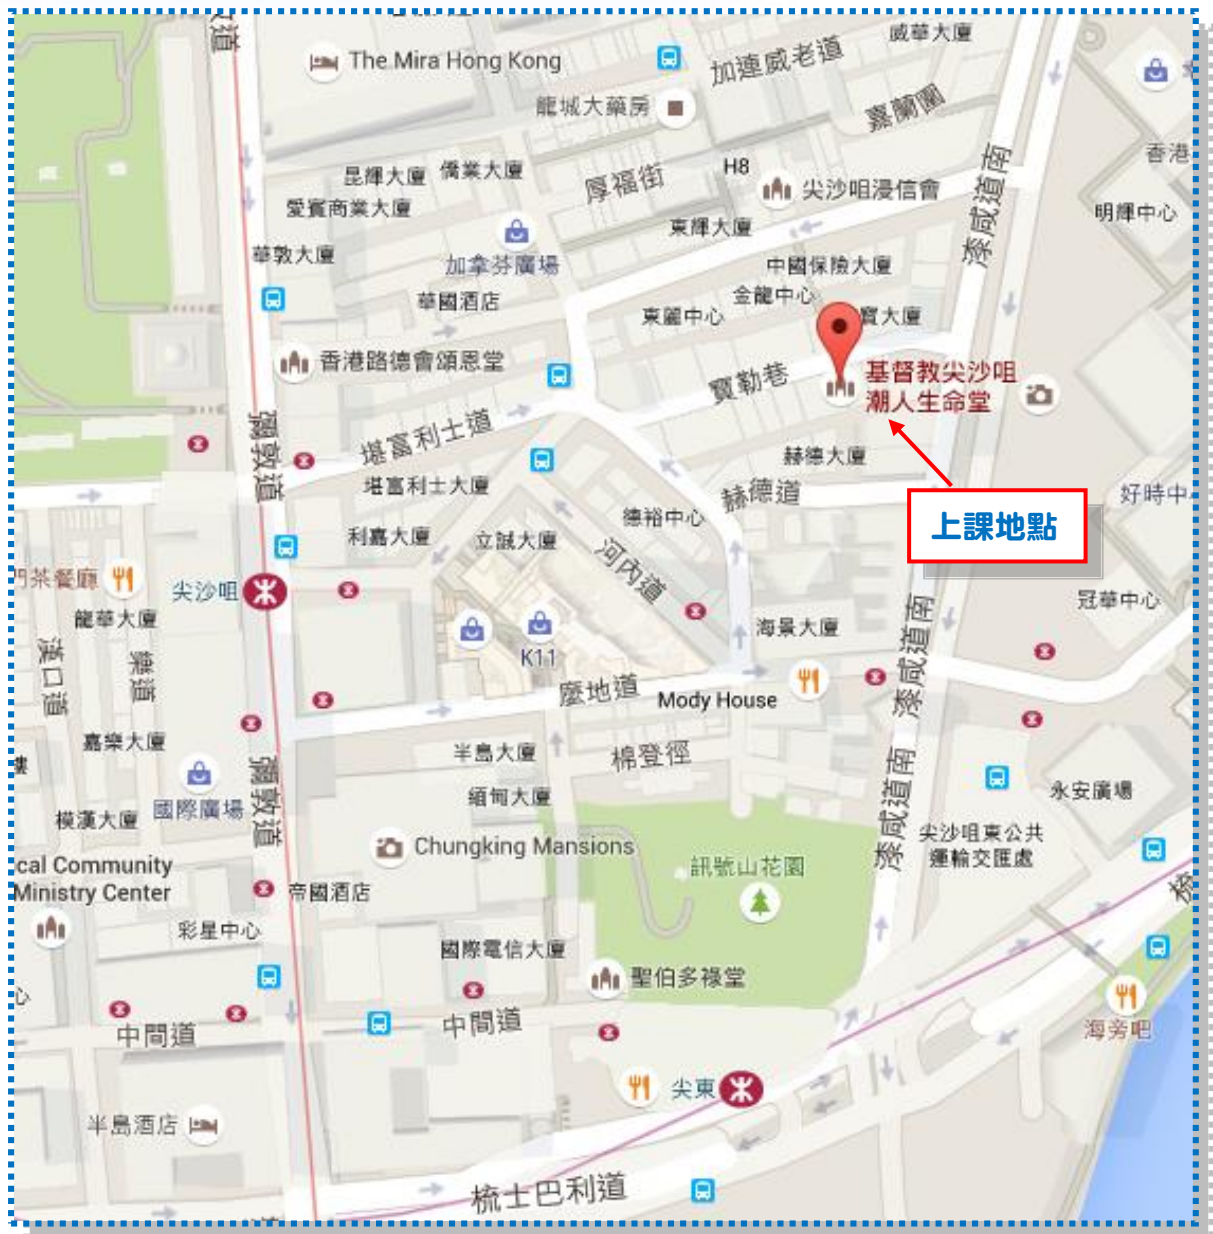 威華大廈
The Mira Hong Kong
加連威老道
龍城大藥房
嘉蘭圍
香港
昆輝大廈
僑業大廈
厚福街
H8
尖沙咀浸信會
漆咸道南
明輝中心
愛賓商業大廈
東輝大廈
華敦大廈
加拿芬廣場
中國保險大廈
金龍中心
華國酒店
東麗中心
寶大廈
香港路德會頌恩堂
寶勒巷
基督教尖沙咀
潮人生命堂
彌敦道
堪富利士道
赫德大廈
堪富利士大廈
赫德道
好時中
上課地點
德裕中心
利嘉大廈
立誠大廈
河內道
茶餐廳
尖沙咀
龍華大廈
冠華中心
漢口道
樂道
K11
海景大廈
漆咸道南
麼地道
Mody House
嘉樂大廈
半島大廈
棉登徑
彌敦道
國際廣場
緬甸大廈
漆咸道南
永安廣場
模漢大廈
Chungking Mansions
尖沙咀東公共
運輸交匯處
cal Community
Ministry Center
訊號山花園
帝國酒店
梳
彩星中心
國際電信大廈
聖伯多祿堂
中間道
中間道
海旁吧
尖東
半島酒店
梳士巴利道